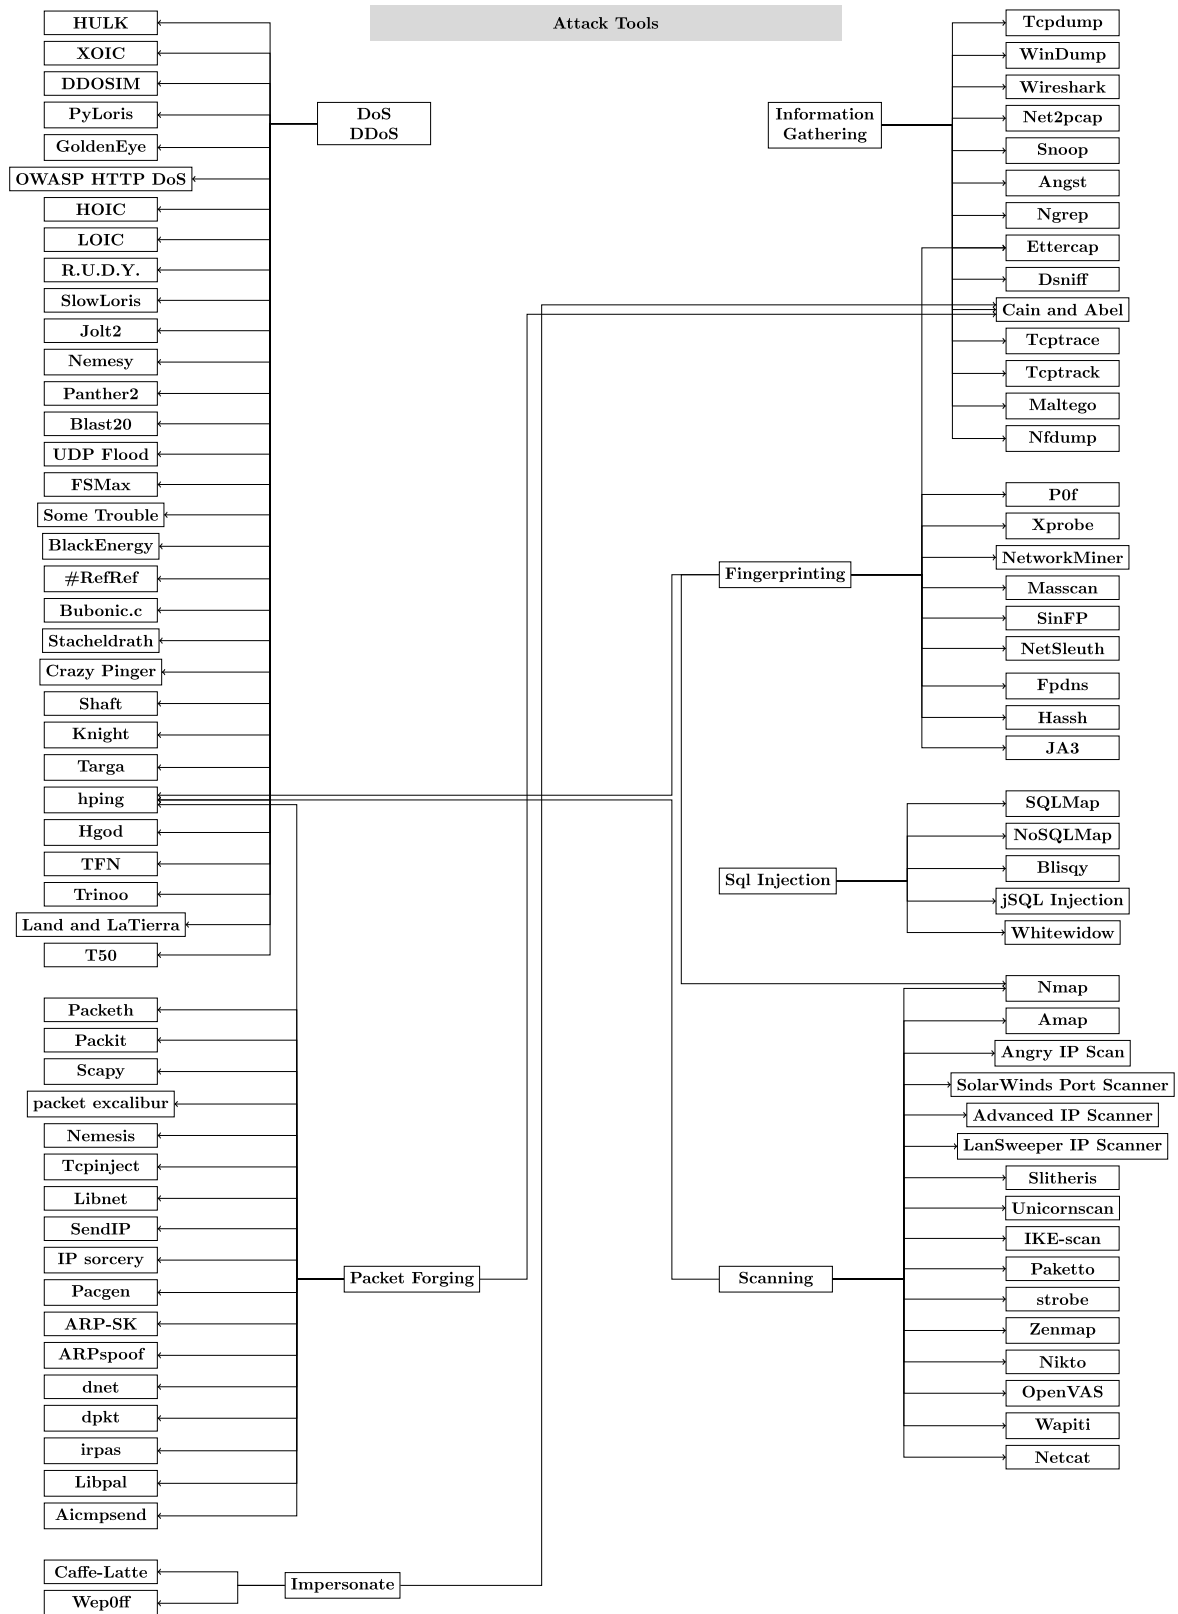 Attack Tools
HULK
XOIC
DDOSIM
PyLoris
GoldenEye
OWASP HTTP DoS
HOIC
LOIC
R.U.D.Y.
SlowLoris
Jolt2
Nemesy
Panther2
Blast20
UDP Flood
FSMax
Some Trouble
BlackEnergy
#RefRef
Bubonic.c
Stacheldrath
Crazy Pinger
Shaft
Knight
Targa
hping
Hgod
TFN
Trinoo
Land and LaTierra
T50
DoS
DDoS
Packeth
Packit
Scapy
packet excalibur
Nemesis
Tcpinject
Libnet
SendIP
IP sorcery
Pacgen
ARP-SK
ARPspoof
dnet
dpkt
irpas
Libpal
Aicmpsend
Packet Forging
Caffe-Latte
Wep0ff
Impersonate
Information
Gathering
Tcpdump
WinDump
Wireshark
Net2pcap
Snoop
Angst
Ngrep
Ettercap
Dsniff
Cain and Abel
Tcptrace
Tcptrack
Maltego
Nfdump
Fingerprinting
P0f
Xprobe
NetworkMiner
Masscan
SinFP
NetSleuth
Fpdns
Hassh
JA3
Sql Injection
SQLMap
NoSQLMap
Blisqy
jSQL Injection
Whitewidow
Scanning
Nmap
Amap
Angry IP Scan
SolarWinds Port Scanner
Advanced IP Scanner
LanSweeper IP Scanner
Slitheris
Unicornscan
IKE-scan
Paketto
strobe
Zenmap
Nikto
OpenVAS
Wapiti
Netcat